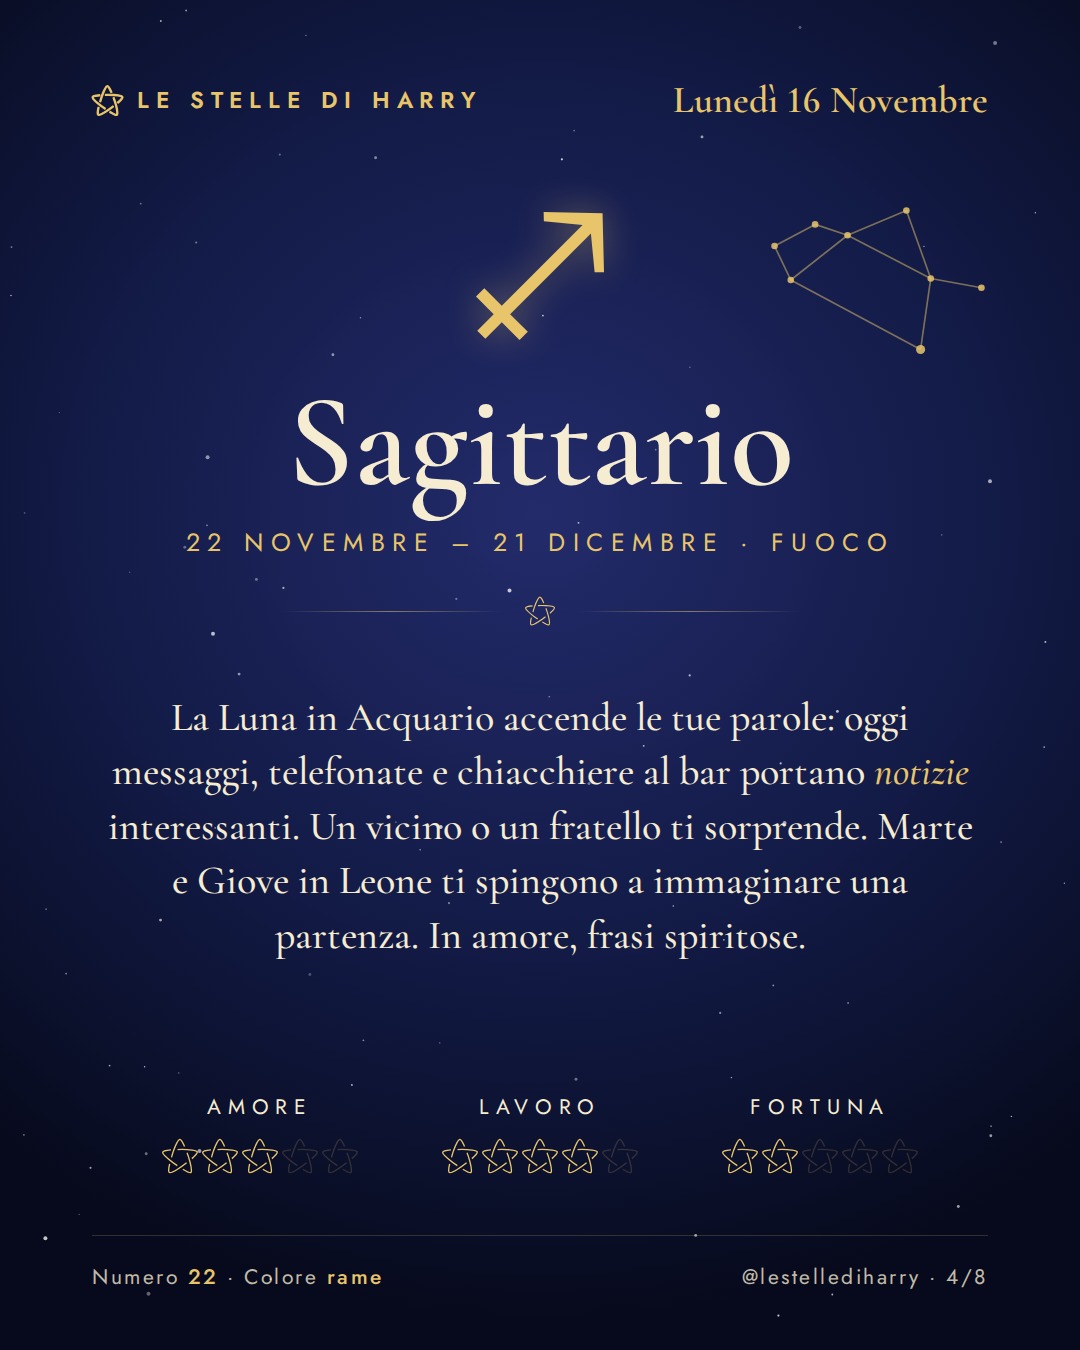 LE STELLE DI HARRY
Lunedì 16 Novembre
Sagittario
22 NOVEMBRE – 21 DICEMBRE · FUOCO
La Luna in Acquario accende le tue parole: oggi
messaggi, telefonate e chiacchiere al bar portano notizie
interessanti. Un vicino o un fratello ti sorprende. Marte
e Giove in Leone ti spingono a immaginare una
partenza. In amore, frasi spiritose.
AMORE
LAVORO
FORTUNA
Numero 22 · Colore rame
@lestellediharry · 4/8